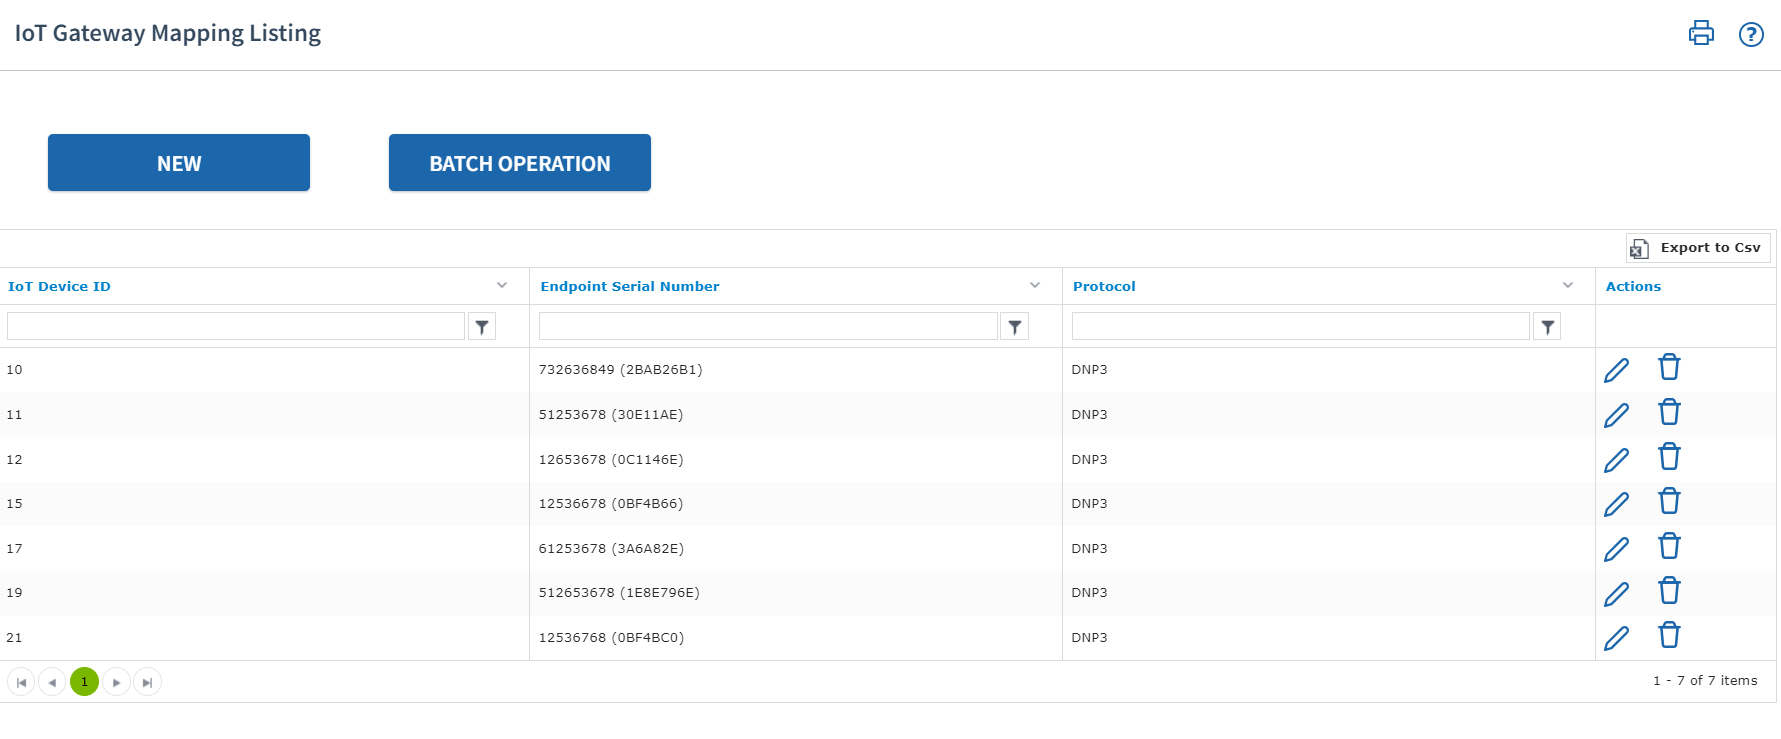 IoT Gateway Mapping Listing
NEW BATCH OPERATION
Export to Csv
IoT Device ID Endpoint Serial Number Protocol Actions
10 732636849 (2BAB26B1) DNP3
11 51253678 (30E11AE) DNP3
12 12653678 (0C1146E) DNP3
15 12536678 (0BF4B66) DNP3
17 61253678 (3A6A82E) DNP3
19 512653678 (1E8E796E) DNP3
21 12536768 (0BF4BC0) DNP3
1 1 - 7 of 7 items